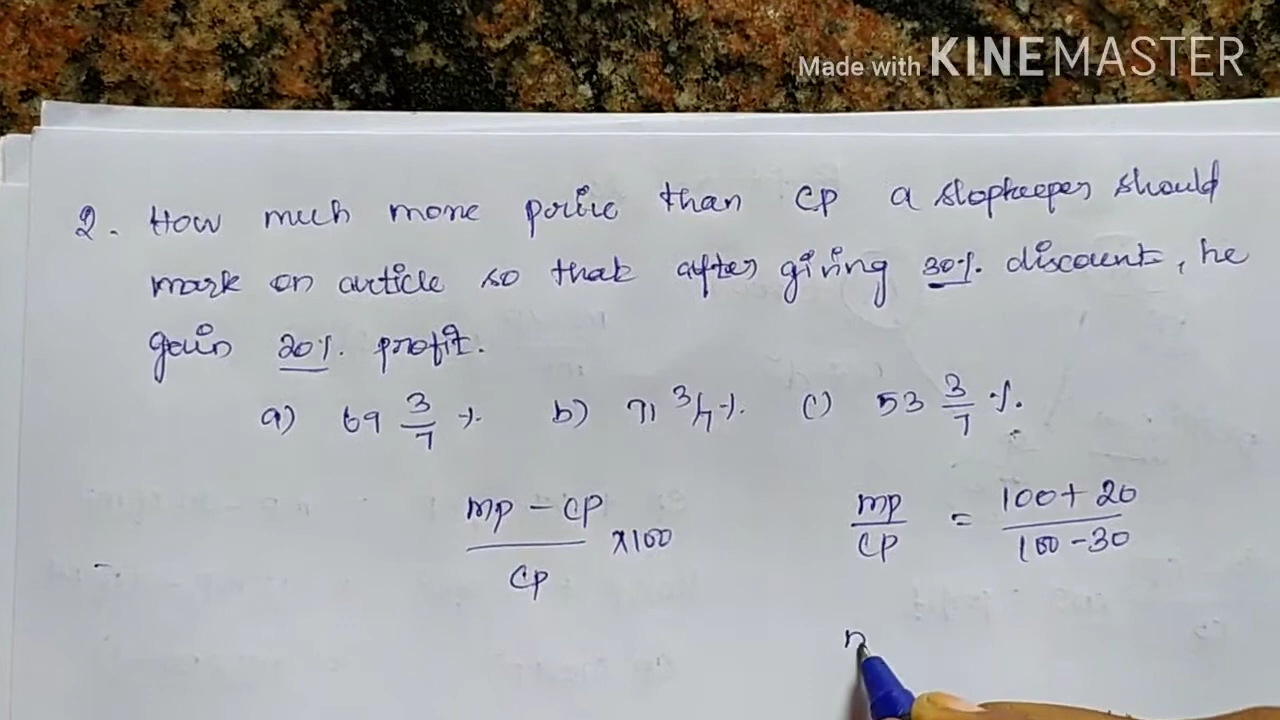 Made with KINEMASTER
2. How much more price than CP a shopkeeper should
mark on article so that after giving 30%. discount, he
gain 20%. profit.
a) 69 3/7 %. b) 71 3/7 %. (c) 53 3/7 %.
MP - CP / CP x100
MP / CP = 100 + 20 / 100 - 30